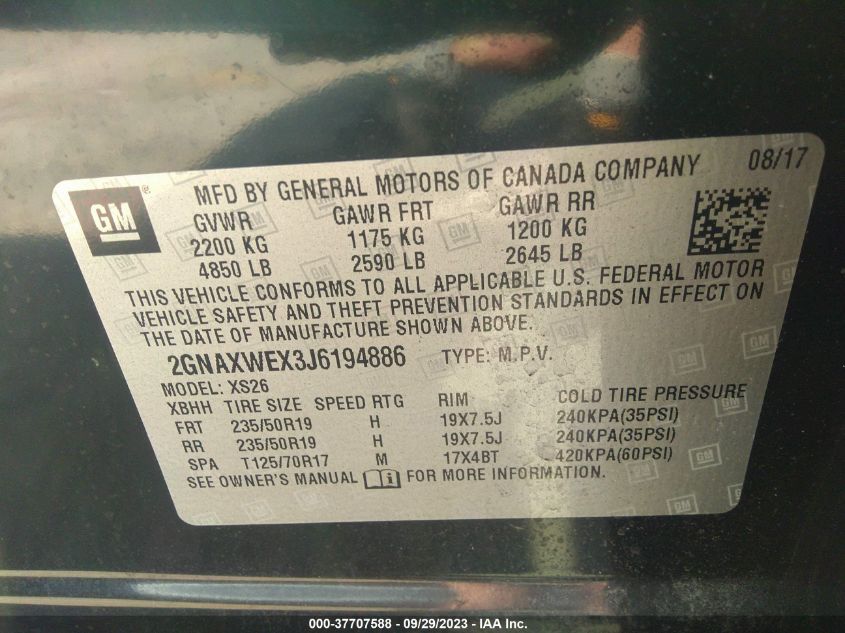 GM
®
MFD BY GENERAL MOTORS OF CANADA COMPANY 08/17
GVWR GAWR FRT GAWR RR
2200 KG 1175 KG 1200 KG
4850 LB 2590 LB 2645 LB
THIS VEHICLE CONFORMS TO ALL APPLICABLE U.S. FEDERAL MOTOR
VEHICLE SAFETY AND THEFT PREVENTION STANDARDS IN EFFECT ON
THE DATE OF MANUFACTURE SHOWN ABOVE.
2GNAXWEX3J6194886 TYPE: M.P.V.
MODEL: XS26
XBHH TIRE SIZE SPEED RTG RIM COLD TIRE PRESSURE
FRT 235/50R19 H 19X7.5J 240KPA(35PSI)
RR 235/50R19 H 19X7.5J 240KPA(35PSI)
SPA T125/70R17 M 17X4BT 420KPA(60PSI)
SEE OWNER'S MANUAL FOR MORE INFORMATION.
000-37707588 - 09/29/2023 - IAA Inc.